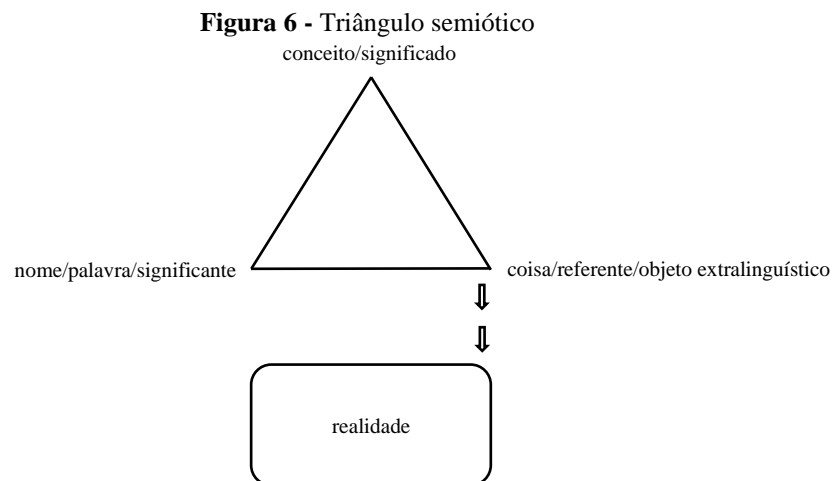 Figura 6 - Triângulo semiótico
conceito/significado
nome/palavra/significante
coisa/referente/objeto extralinguístico
realidade